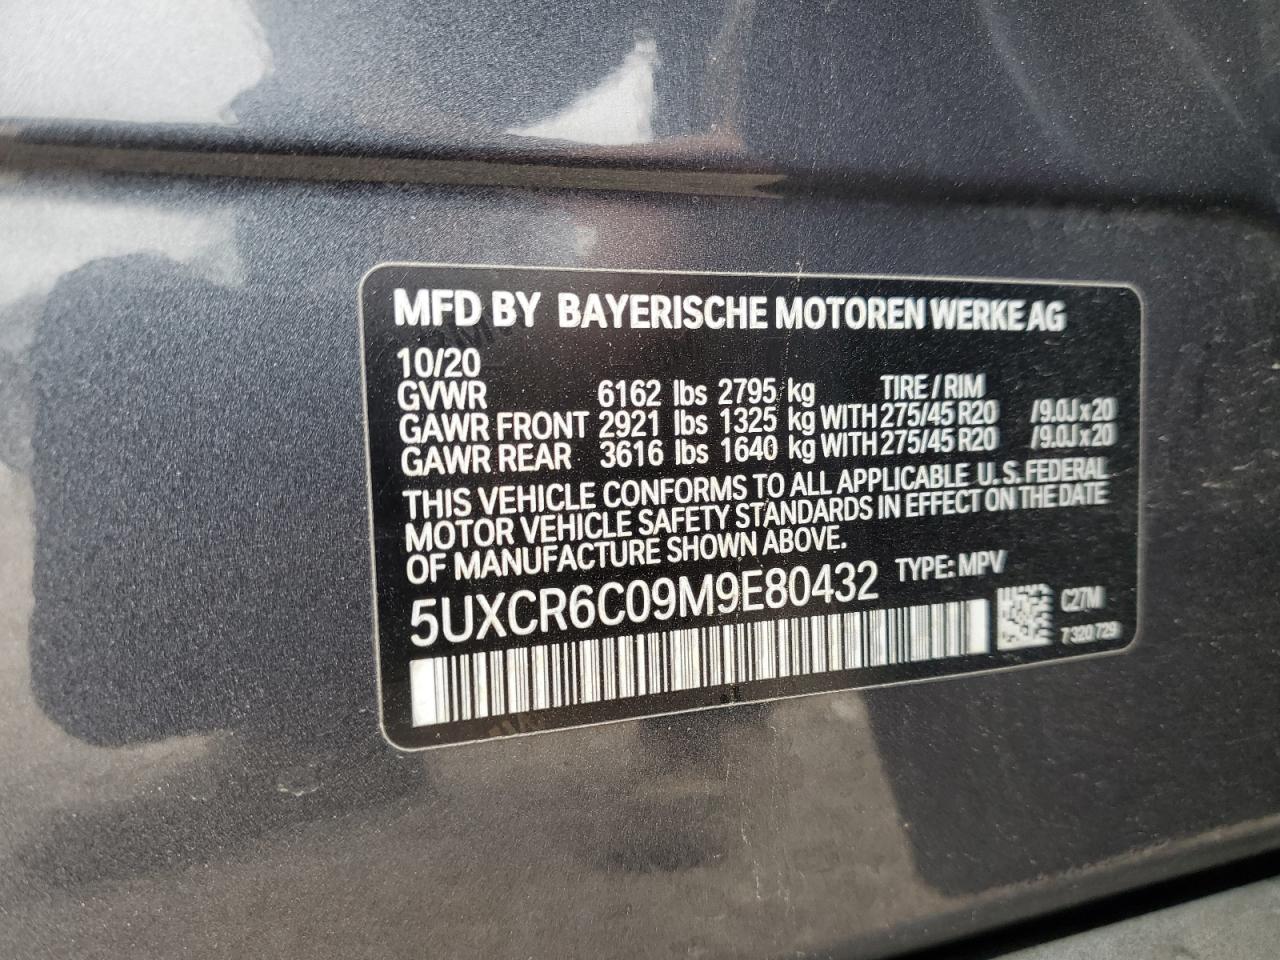 MFD BY BAYERISCHE MOTOREN WERKE AG
10/20
GVWR 6162 lbs 2795 kg TIRE / RIM
GAWR FRONT 2921 lbs 1325 kg WITH 275/45 R20 /9.0J x 20
GAWR REAR 3616 lbs 1640 kg WITH 275/45 R20 /9.0J x 20
THIS VEHICLE CONFORMS TO ALL APPLICABLE U.S. FEDERAL
MOTOR VEHICLE SAFETY STANDARDS IN EFFECT ON THE DATE
OF MANUFACTURE SHOWN ABOVE.
5UXCR6C09M9E80432 TYPE: MPV
C27M
7 320 729